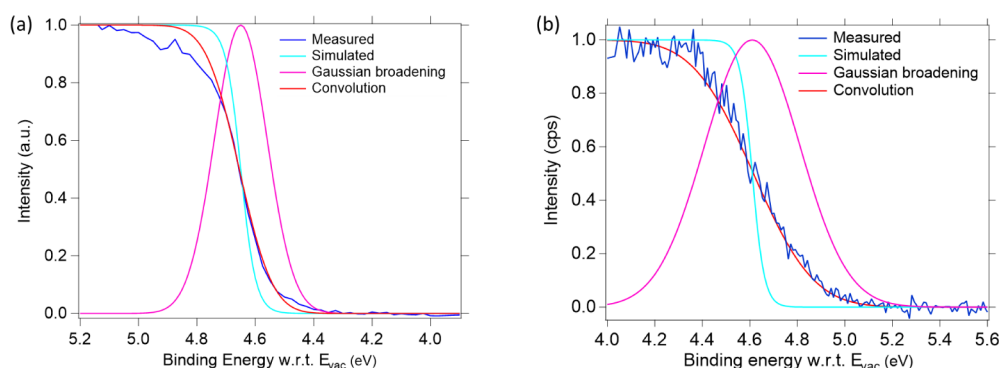 (a)
Intensity (a.u.)
1.0
0.8
0.6
0.4
0.2
0.0
Measured
Simulated
Gaussian broadening
Convolution
5.2 5.0 4.8 4.6 4.4 4.2 4.0
Binding Energy w.r.t. Evac (eV)
(b)
Intensity (cps)
1.0
0.8
0.6
0.4
0.2
0.0
Measured
Simulated
Gaussian broadening
Convolution
4.0 4.2 4.4 4.6 4.8 5.0 5.2 5.4 5.6
Binding energy w.r.t. Evac (eV)